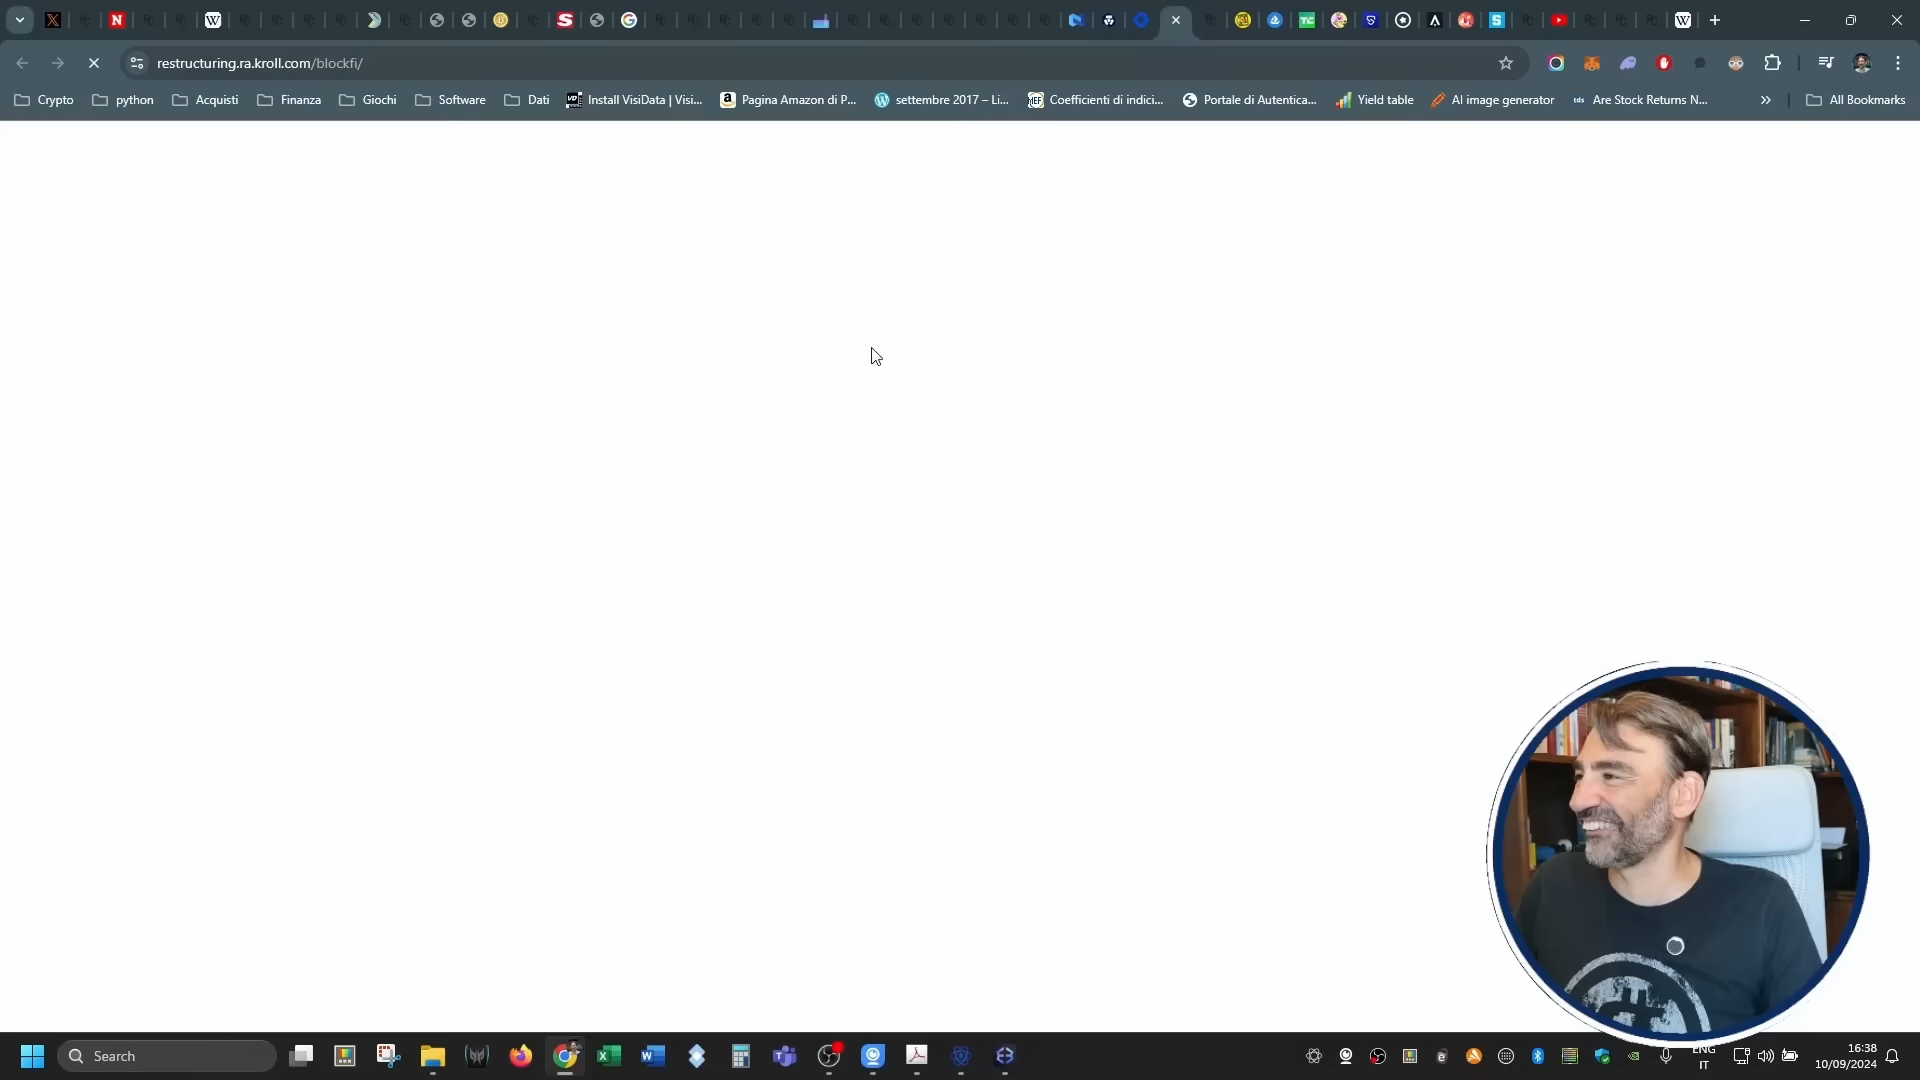 restructuring.ra.kroll.com/blockfi/
Crypto
python
Acquisti
Finanza
Giochi
Software
Dati
Install VisiData | Visi...
Pagina Amazon di P...
settembre 2017 – Li...
Coefficienti di indici...
Portale di Autentica...
Yield table
AI image generator
Are Stock Returns N...
All Bookmarks
Search
ENG
IT
16:38
10/09/2024